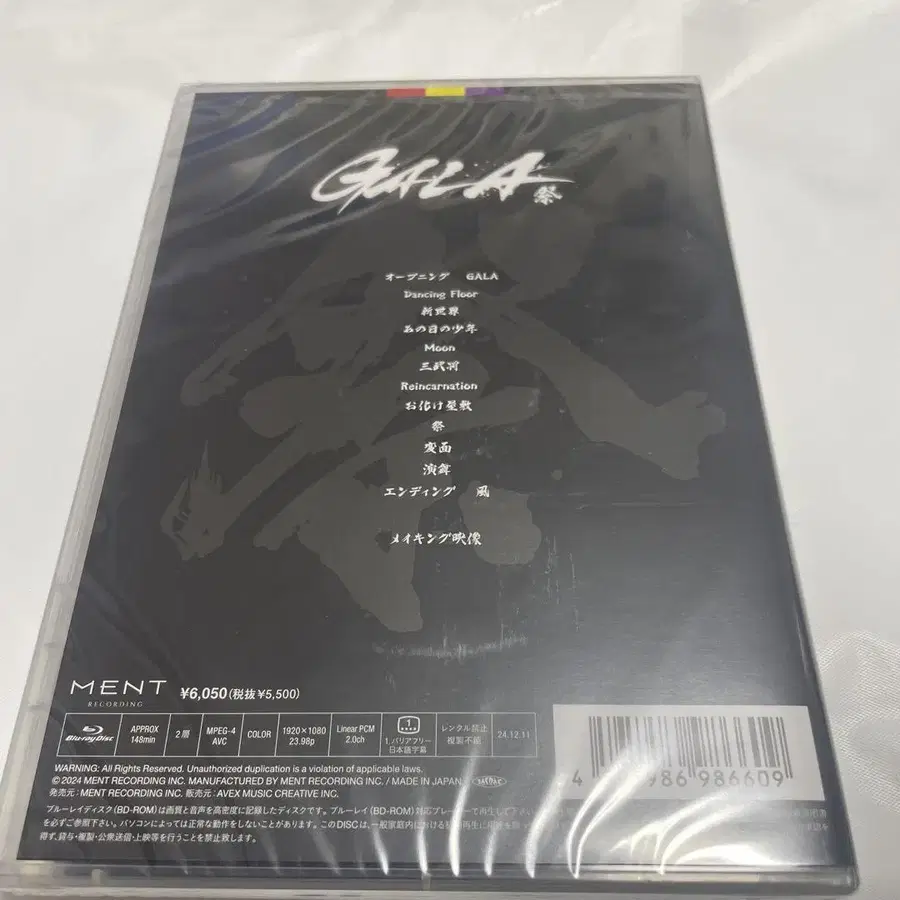 GALA 祭
オープニング GALA
Dancing Floor
新世界
あの日の少年
Moon
三武将
Reincarnation
お化け屋敷
祭
変面
演舞
エンディング 風
メイキング映像
MENT RECORDING ¥6,050(税抜¥5,500)
Blu-ray Disc APPROX 148min 2層 MPEG-4 AVC COLOR 1920×1080 23.98p Linear PCM 2.0ch 1 1.バリアフリー日本語字幕 レンタル禁止 複製不能 24.12.11
4 986 986609
WARNING: All Rights Reserved. Unauthorized duplication is a violation of applicable laws.
©2024 MENT RECORDING INC. MANUFACTURED BY MENT RECORDING INC. / MADE IN JAPAN
発売元：MENT RECORDING INC. 販売元：AVEX MUSIC CREATIVE INC.
ブルーレイディスク(BD-ROM)は画質と音声を高密度に記録したディスクです。ブルーレイ(BD-ROM)対応プレーヤーで再生して下さい
を必ずご参照下さい。パソコンによっては正常な動作をしないことがあります。このDISCは、一般家庭内における
得ず、貸与・複製・公衆送信・上映等を行うことを禁止致します。